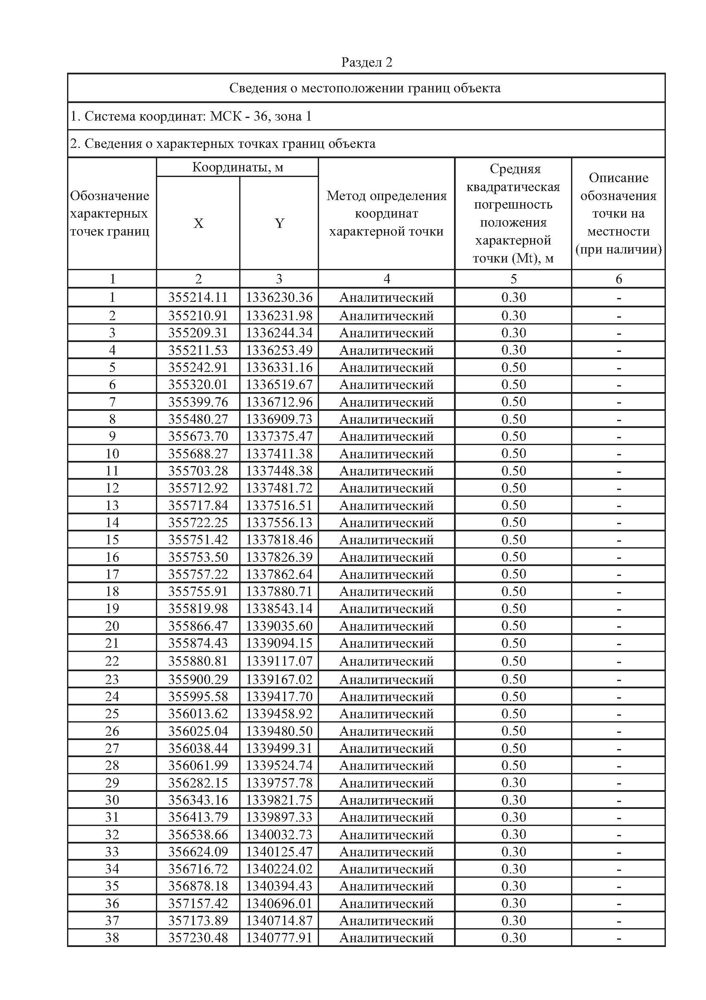 Раздел 2
Сведения о местоположении границ объекта
1. Система координат: МСК - 36, зона 1
2. Сведения о характерных точках границ объекта
Обозначение
характерных
точек границ
Координаты, м
X
Y
Метод определения
координат
характерной точки
Средняя
квадратическая
погрешность
положения
характерной
точки (Mt), м
Описание
обозначения
точки на
местности
(при наличии)
1 2 3 4 5 6
1 355214.11 1336230.36 Аналитический 0.30 -
2 355210.91 1336231.98 Аналитический 0.30 -
3 355209.31 1336244.34 Аналитический 0.30 -
4 355211.53 1336253.49 Аналитический 0.30 -
5 355242.91 1336331.16 Аналитический 0.50 -
6 355320.01 1336519.67 Аналитический 0.50 -
7 355399.76 1336712.96 Аналитический 0.50 -
8 355480.27 1336909.73 Аналитический 0.50 -
9 355673.70 1337375.47 Аналитический 0.50 -
10 355688.27 1337411.38 Аналитический 0.50 -
11 355703.28 1337448.38 Аналитический 0.50 -
12 355712.92 1337481.72 Аналитический 0.50 -
13 355717.84 1337516.51 Аналитический 0.50 -
14 355722.25 1337556.13 Аналитический 0.50 -
15 355751.42 1337818.46 Аналитический 0.50 -
16 355753.50 1337826.39 Аналитический 0.50 -
17 355757.22 1337862.64 Аналитический 0.50 -
18 355755.91 1337880.71 Аналитический 0.50 -
19 355819.98 1338543.14 Аналитический 0.50 -
20 355866.47 1339035.60 Аналитический 0.50 -
21 355874.43 1339094.15 Аналитический 0.50 -
22 355880.81 1339117.07 Аналитический 0.50 -
23 355900.29 1339167.02 Аналитический 0.50 -
24 355995.58 1339417.70 Аналитический 0.50 -
25 356013.62 1339458.92 Аналитический 0.50 -
26 356025.04 1339480.50 Аналитический 0.50 -
27 356038.44 1339499.31 Аналитический 0.50 -
28 356061.99 1339524.74 Аналитический 0.50 -
29 356282.15 1339757.78 Аналитический 0.30 -
30 356343.16 1339821.75 Аналитический 0.30 -
31 356413.79 1339897.33 Аналитический 0.30 -
32 356538.66 1340032.73 Аналитический 0.30 -
33 356624.09 1340125.47 Аналитический 0.30 -
34 356716.72 1340224.02 Аналитический 0.30 -
35 356878.18 1340394.43 Аналитический 0.30 -
36 357157.42 1340696.01 Аналитический 0.30 -
37 357173.89 1340714.87 Аналитический 0.30 -
38 357230.48 1340777.91 Аналитический 0.30 -